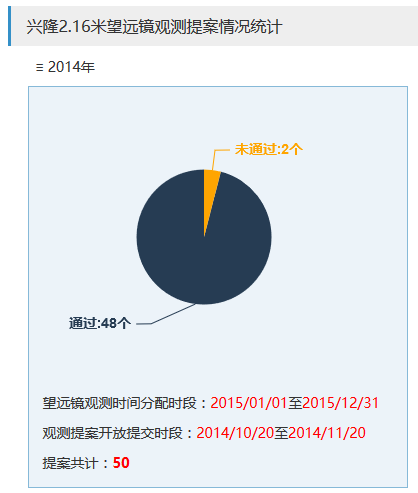 兴隆2.16米望远镜观测提案情况统计
≡ 2014年
未通过:2个
通过:48个
望远镜观测时间分配时段：2015/01/01至2015/12/31
观测提案开放提交时段：2014/10/20至2014/11/20
提案共计：50